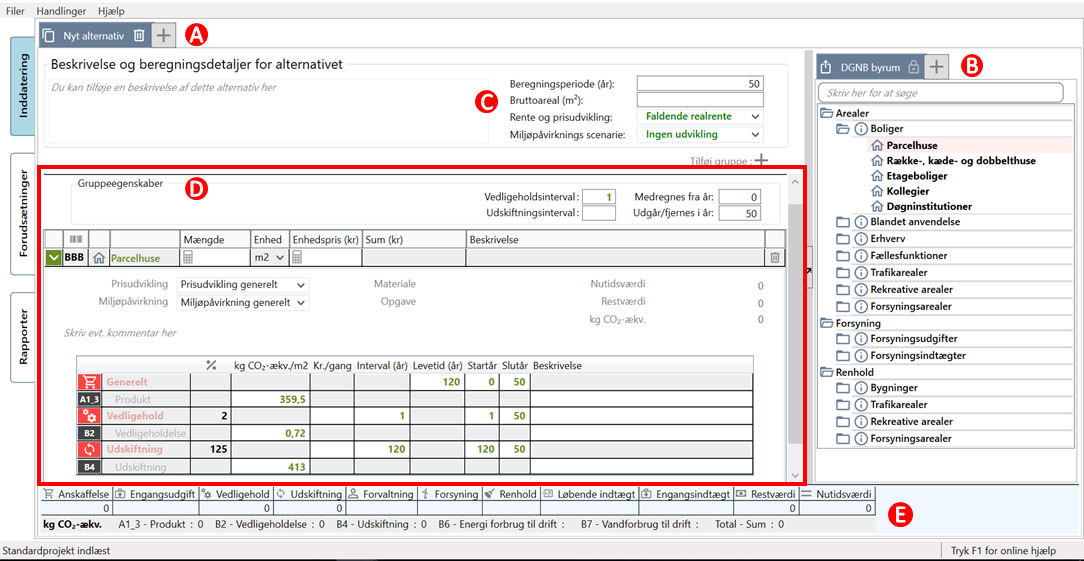 Filer Handlinger Hjælp
Nyt alternativ
A
Inddatering
Forudsætninger
Rapporter
Beskrivelse og beregningsdetaljer for alternativet
Du kan tilføje en beskrivelse af dette alternativ her
C
Beregningsperiode (år): 50
Bruttoareal (m²):
Rente og prisudvikling: Faldende realrente
Miljøpåvirknings scenarie: Ingen udvikling
Tilføj gruppe :
D
Gruppeegenskaber
Vedligeholdsinterval: 1 Medregnes fra år: 0
Udskiftningsinterval: Udgår/fjernes i år: 50
Mængde Enhed Enhedspris (kr) Sum (kr) Beskrivelse
BBB Parcelhuse m2
Prisudvikling Prisudvikling generelt Materiale Nutidsværdi 0
Miljøpåvirkning Miljøpåvirkning generelt Opgave Restværdi 0
kg CO₂-ækv. 0
Skriv evt. kommentar her
% kg CO₂-ækv./m2 Kr./gang Interval (år) Levetid (år) Startår Slutår Beskrivelse
Generelt 120 0 50
A1_3 Produkt 359,5
Vedligehold 2 1 1 50
B2 Vedligeholdelse 0,72
Udskiftning 125 120 120 50
B4 Udskiftning 413
B
DGNB byrum
Skriv her for at søge
Arealer
Boliger
Parcelhuse
Række-, kæde- og dobbelthuse
Etageboliger
Kollegier
Døgninstitutioner
Blandet anvendelse
Erhverv
Fællesfunktioner
Trafikarealer
Rekreative arealer
Forsyningsarealer
Forsyning
Forsyningsudgifter
Forsyningsindtægter
Renhold
Bygninger
Trafikarealer
Rekreative arealer
Forsyningsarealer
Anskaffelse Engangsudgift Vedligehold Udskiftning Forvaltning Forsyning Renhold Løbende indtægt Engangsindtægt Restværdi Nutidsværdi
0 0 0 0 0
kg CO₂-ækv. A1_3 - Produkt : 0 B2 - Vedligeholdelse : 0 B4 - Udskiftning : 0 B6 - Energi forbrug til drift : B7 - Vandforbrug til drift : Total - Sum : 0
E
Standardprojekt indlæst Tryk F1 for online hjælp